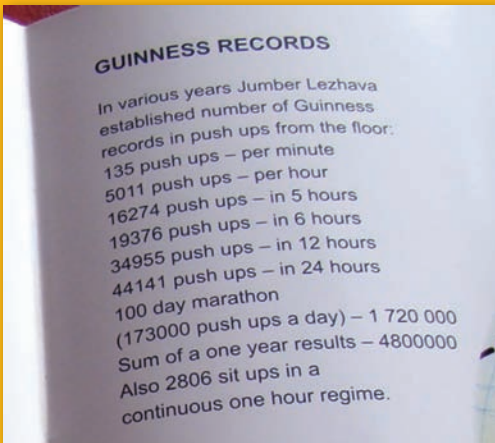 GUINNESS RECORDS
In various years Jumber Lezhava
established number of Guinness
records in push ups from the floor:
135 push ups – per minute
5011 push ups – per hour
16274 push ups – in 5 hours
19376 push ups – in 6 hours
34955 push ups – in 12 hours
44141 push ups – in 24 hours
100 day marathon
(173000 push ups a day) – 1 720 000
Sum of a one year results – 4800000
Also 2806 sit ups in a
continuous one hour regime.